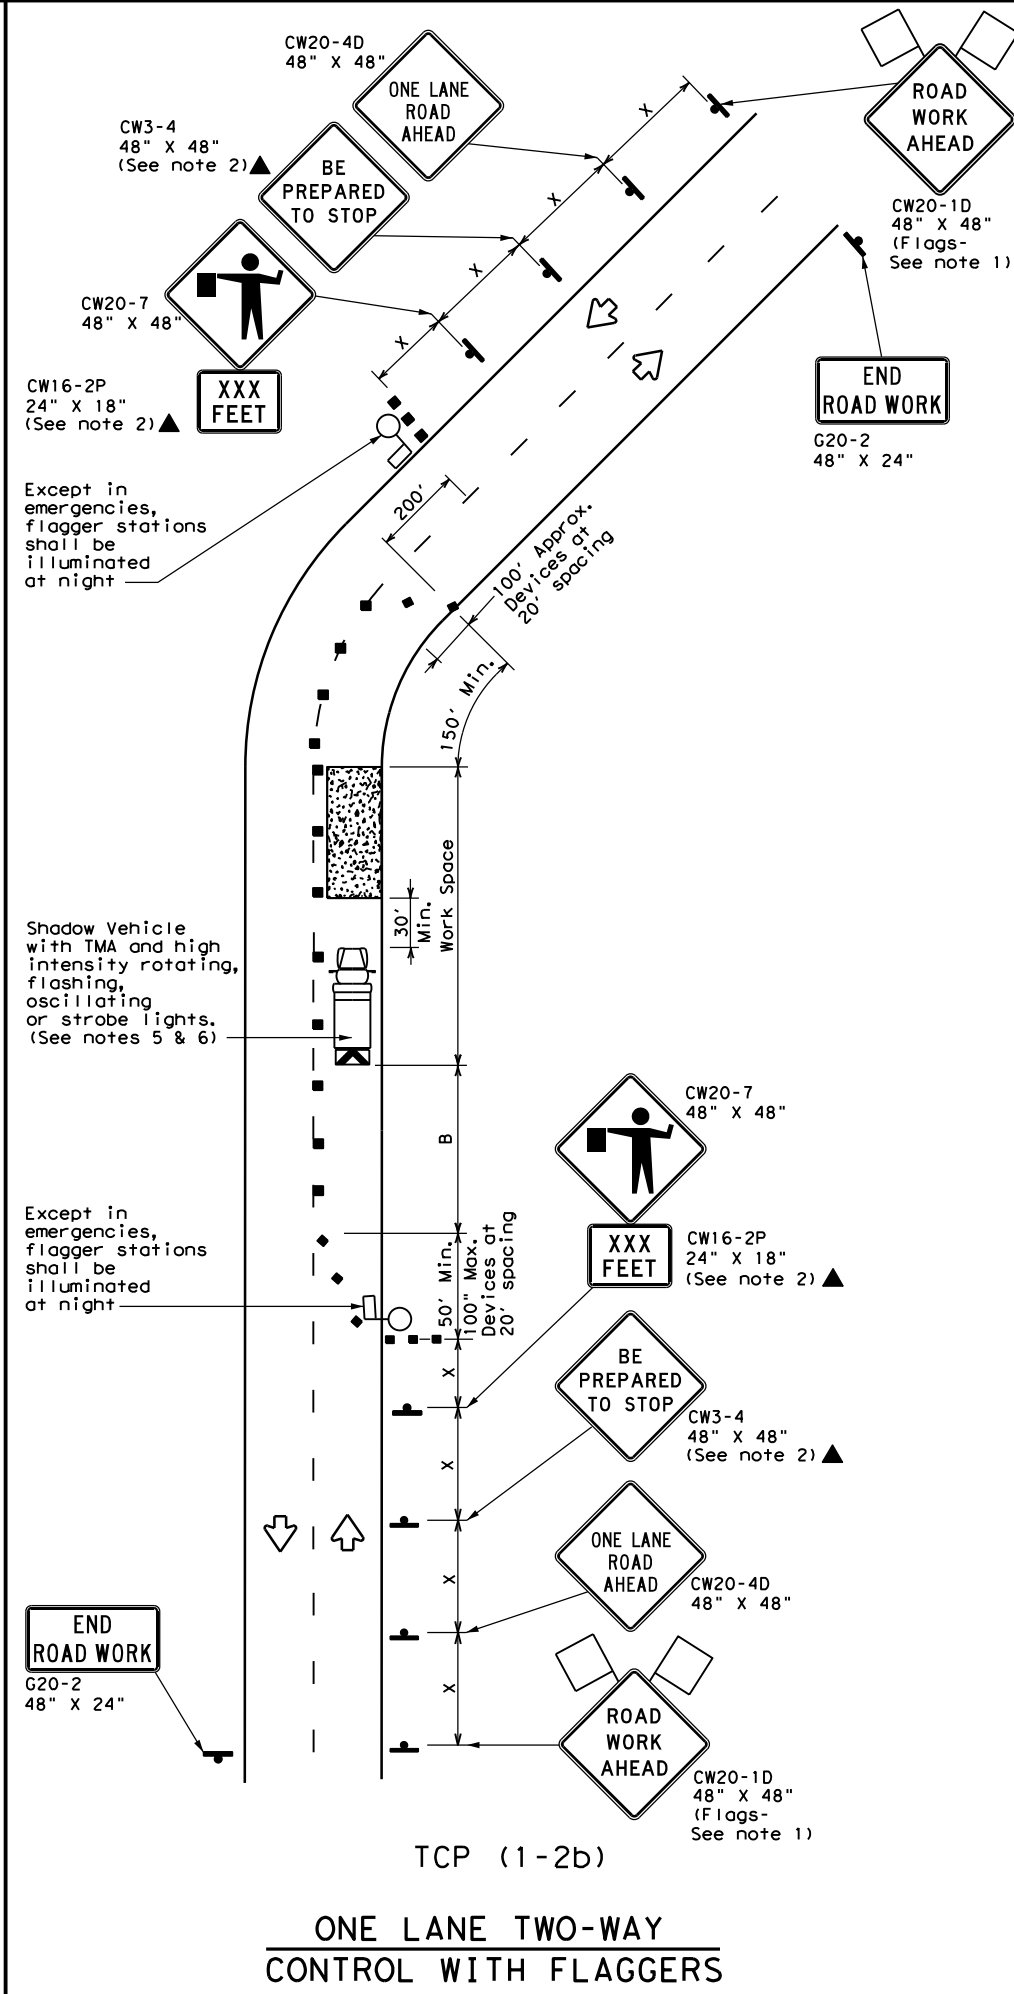 CW20-4D
48" X 48"
ONE LANE
ROAD
AHEAD
ROAD
WORK
AHEAD
CW20-1D
48" X 48"
(Flags-
See note 1)
CW3-4
48" X 48"
(See note 2)
BE
PREPARED
TO STOP
CW20-7
48" X 48"
CW16-2P
24" X 18"
(See note 2)
XXX
FEET
X
X
X
X
END
ROAD WORK
G20-2
48" X 24"
Except in
emergencies,
flagger stations
shall be
illuminated
at night
200'
100' Approx.
Devices at
20' spacing
150' Min.
Work Space
30'
Min.
Shadow Vehicle
with TMA and high
intensity rotating,
flashing,
oscillating
or strobe lights.
(See notes 5 & 6)
B
CW20-7
48" X 48"
XXX
FEET
CW16-2P
24" X 18"
(See note 2)
Except in
emergencies,
flagger stations
shall be
illuminated
at night
50' Min.
100" Max.
Devices at
20' spacing
X
X
X
X
BE
PREPARED
TO STOP
CW3-4
48" X 48"
(See note 2)
ONE LANE
ROAD
AHEAD
CW20-4D
48" X 48"
END
ROAD WORK
G20-2
48" X 24"
ROAD
WORK
AHEAD
CW20-1D
48" X 48"
(Flags-
See note 1)
TCP (1-2b)
ONE LANE TWO-WAY
CONTROL WITH FLAGGERS